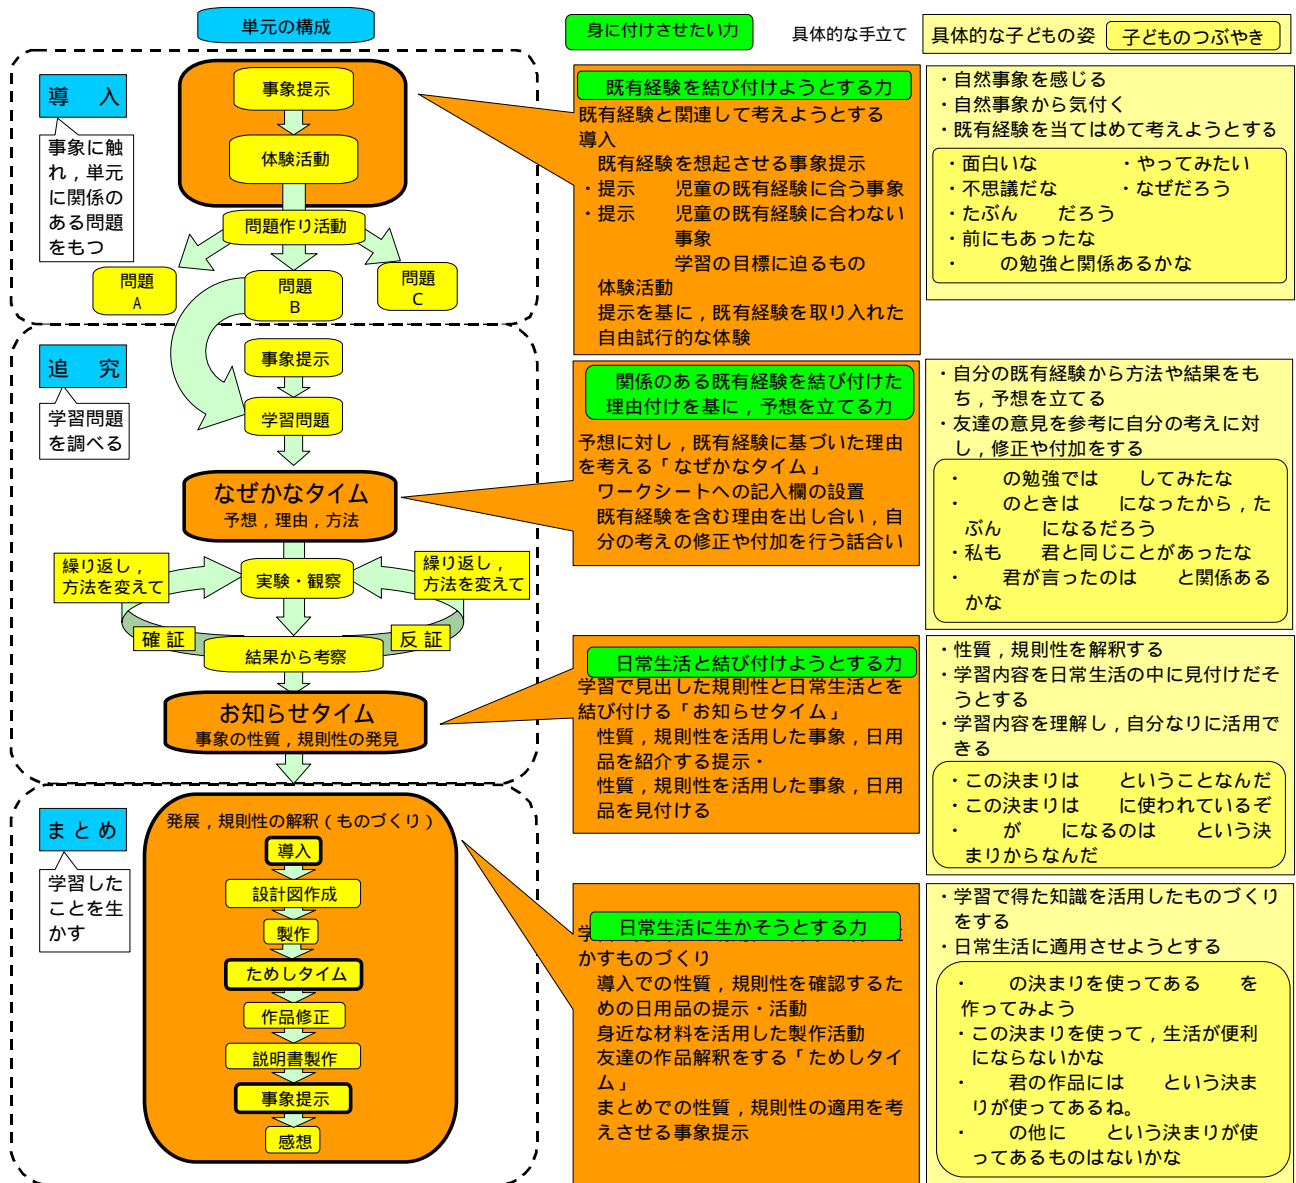 単元の構成
身に付けさせたい力
具体的な手立て
具体的な子どもの姿
子どものつぶやき
導　入
事象に触
れ，単元
に関係の
ある問題
をもつ
事象提示
体験活動
問題作り活動
問題
A
問題
B
問題
C
既有経験を結び付けようとする力
既有経験と関連して考えようとする
導入
既有経験を想起させる事象提示
・提示　　児童の既有経験に合う事象
・提示　　児童の既有経験に合わない
事象
学習の目標に迫るもの
体験活動
提示を基に，既有経験を取り入れた
自由試行的な体験
・自然事象を感じる
・自然事象から気付く
・既有経験を当てはめて考えようとする
・面白いな　　　　・やってみたい
・不思議だな　　　・なぜだろう
・たぶん　　だろう
・前にもあったな
・　　の勉強と関係あるかな
追　究
学習問題
を調べる
事象提示
学習問題
なぜかなタイム
予想，理由，方法
繰り返し，
方法を変えて
実験・観察
繰り返し，
方法を変えて
確 証
反 証
結果から考察
お知らせタイム
事象の性質，規則性の発見
関係のある既有経験を結び付けた
理由付けを基に，予想を立てる力
予想に対し，既有経験に基づいた理由
を考える「なぜかなタイム」
ワークシートへの記入欄の設置
既有経験を含む理由を出し合い，自
分の考えの修正や付加を行う話合い
・自分の既有経験から方法や結果をも
ち，予想を立てる
・友達の意見を参考に自分の考えに対
し，修正や付加をする
・　　の勉強では　　してみたな
・　　のときは　　になったから，た
ぶん　　になるだろう
・私も　　君と同じことがあったな
・　　君が言ったのは　　と関係ある
かな
日常生活と結び付けようとする力
学習で見出した規則性と日常生活とを
結び付ける「お知らせタイム」
性質，規則性を活用した事象，日用
品を紹介する提示・
性質，規則性を活用した事象，日用
品を見付ける
・性質，規則性を解釈する
・学習内容を日常生活の中に見付けだそ
うとする
・学習内容を理解し，自分なりに活用で
きる
・この決まりは　　ということなんだ
・この決まりは　　に使われているぞ
・　　が　　になるのは　　という決
まりからなんだ
まとめ
学習した
ことを生
かす
発展，規則性の解釈（ものづくり）
導入
設計図作成
製作
ためしタイム
作品修正
説明書製作
事象提示
感想
日常生活に生かそうとする力
学
かすものづくり
導入での性質，規則性を確認するた
めの日用品の提示・活動
身近な材料を活用した製作活動
友達の作品解釈をする「ためしタイ
ム」
まとめでの性質，規則性の適用を考
えさせる事象提示
・学習で得た知識を活用したものづくり
をする
・日常生活に適用させようとする
・　　の決まりを使ってある　　を
作ってみよう
・この決まりを使って，生活が便利
にならないかな
・　　君の作品には　　という決ま
りが使ってあるね。
・　　の他に　　という決まりが使
ってあるものはないかな